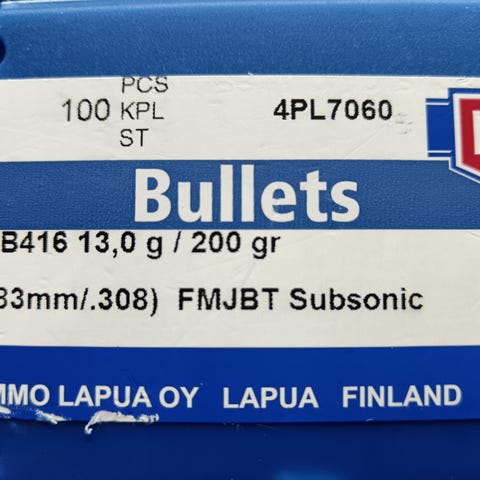 PCS
100 KPL 4PL7060
ST
Bullets
B416 13,0 g / 200 gr
33mm/.308) FMJBT Subsonic
MMO LAPUA OY LAPUA FINLAND